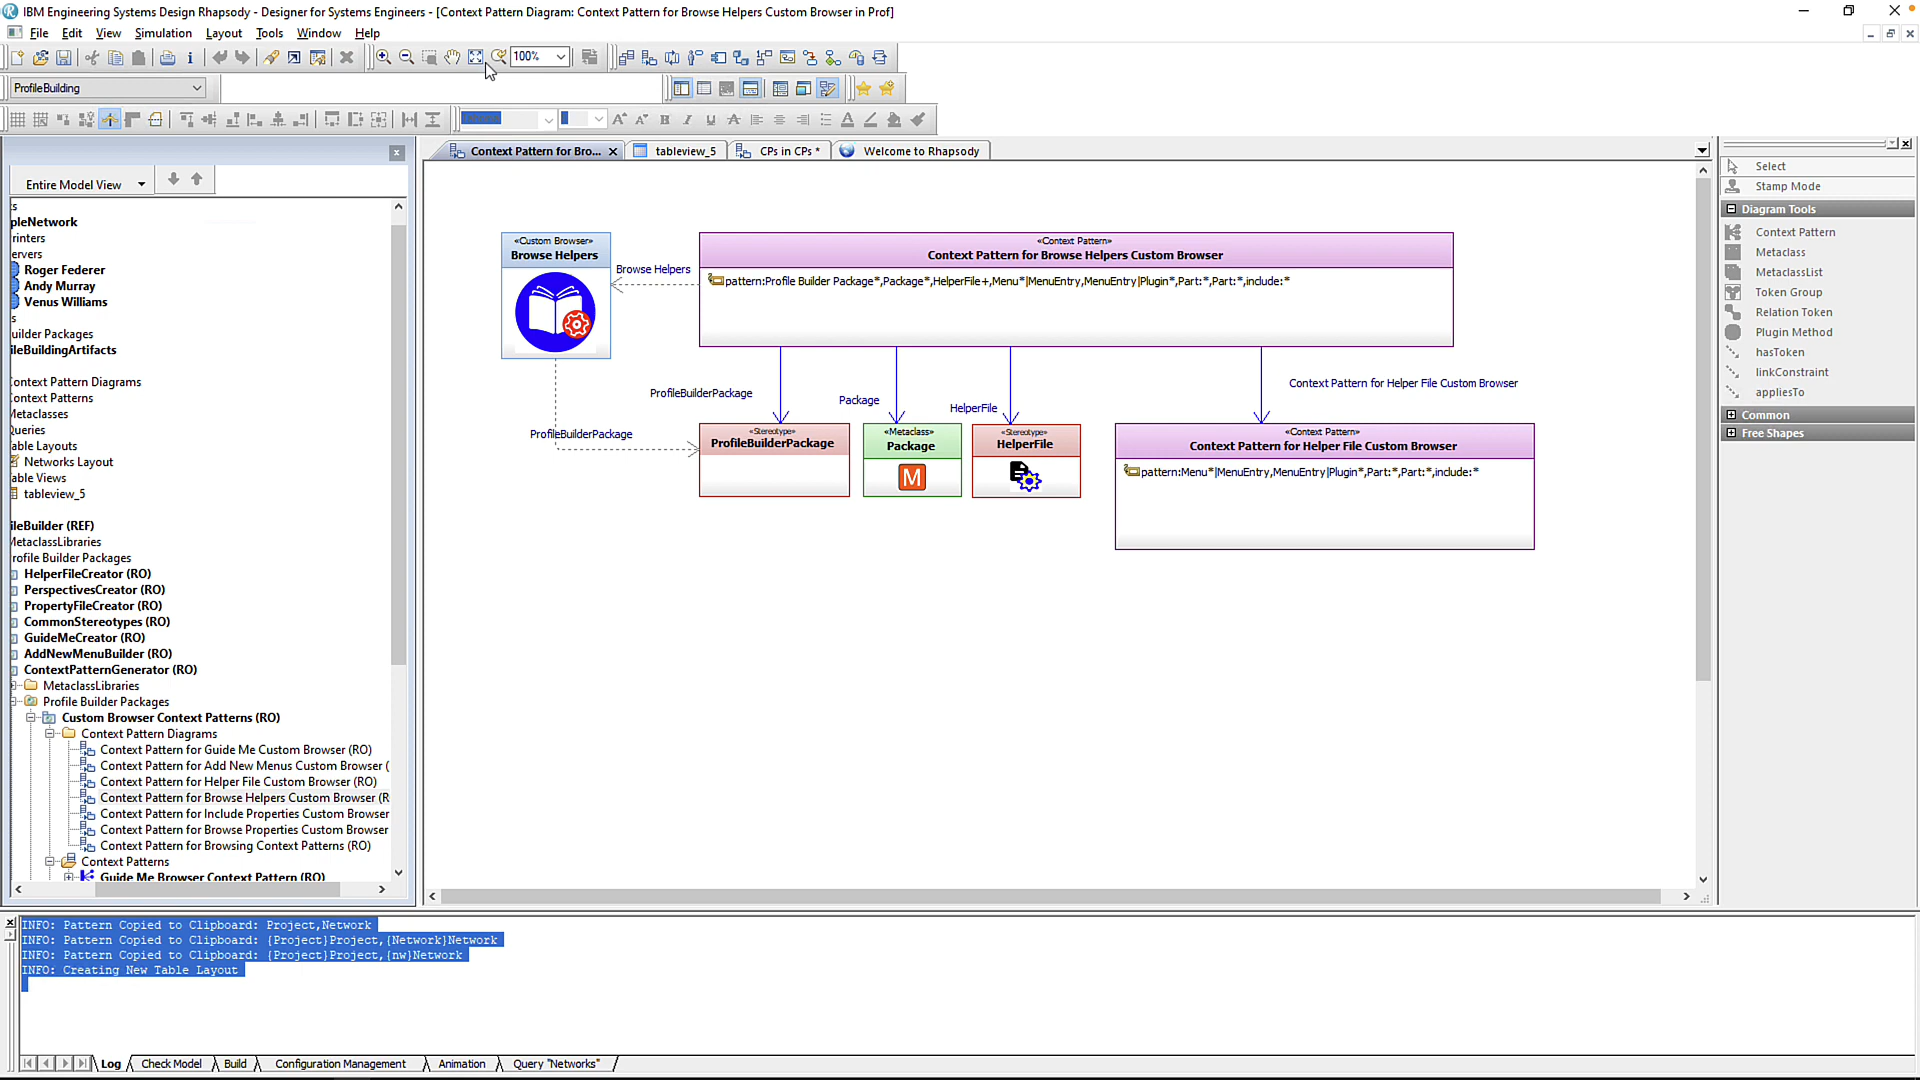 IBM Engineering Systems Design Rhapsody - Designer for Systems Engineers - [Context Pattern Diagram: Context Pattern for Browse Helpers Custom Browser in Prof]
File Edit View Simulation Layout Tools Window Help
100%
ProfileBuilding
Context Pattern for Bro...
tableview_5
CPs in CPs *
Welcome to Rhapsody
Entire Model View
ts
pleNetwork
rinters
ervers
Roger Federer
Andy Murray
Venus Williams
s
uilder Packages
ileBuildingArtifacts
Context Pattern Diagrams
Context Patterns
Metaclasses
Queries
able Layouts
Networks Layout
able Views
tableview_5
ileBuilder (REF)
MetaclassLibraries
rofile Builder Packages
HelperFileCreator (RO)
PerspectivesCreator (RO)
PropertyFileCreator (RO)
CommonStereotypes (RO)
GuideMeCreator (RO)
AddNewMenuBuilder (RO)
ContextPatternGenerator (RO)
MetaclassLibraries
Profile Builder Packages
Custom Browser Context Patterns (RO)
Context Pattern Diagrams
Context Pattern for Guide Me Custom Browser (RO)
Context Pattern for Add New Menus Custom Browser (
Context Pattern for Helper File Custom Browser (RO)
Context Pattern for Browse Helpers Custom Browser (R
Context Pattern for Include Properties Custom Browser
Context Pattern for Browse Properties Custom Browser
Context Pattern for Browsing Context Patterns (RO)
Context Patterns
Guide Me Browser Context Pattern (RO)
«Custom Browser»
Browse Helpers
Browse Helpers
«Context Pattern»
Context Pattern for Browse Helpers Custom Browser
pattern:Profile Builder Package*,Package*,HelperFile+,Menu*|MenuEntry,MenuEntry|Plugin*,Part:*,Part:*,include:*
ProfileBuilderPackage
Package
HelperFile
Context Pattern for Helper File Custom Browser
ProfileBuilderPackage
«Stereotype»
ProfileBuilderPackage
«Metaclass»
Package
M
«Stereotype»
HelperFile
«Context Pattern»
Context Pattern for Helper File Custom Browser
pattern:Menu*|MenuEntry,MenuEntry|Plugin*,Part:*,Part:*,include:*
Select
Stamp Mode
Diagram Tools
Context Pattern
Metaclass
MetaclassList
Token Group
Relation Token
Plugin Method
hasToken
linkConstraint
appliesTo
Common
Free Shapes
INFO: Pattern Copied to Clipboard: Project,Network
INFO: Pattern Copied to Clipboard: {Project}Project,{Network}Network
INFO: Pattern Copied to Clipboard: {Project}Project,{nw}Network
INFO: Creating New Table Layout
Log
Check Model
Build
Configuration Management
Animation
Query "Networks"